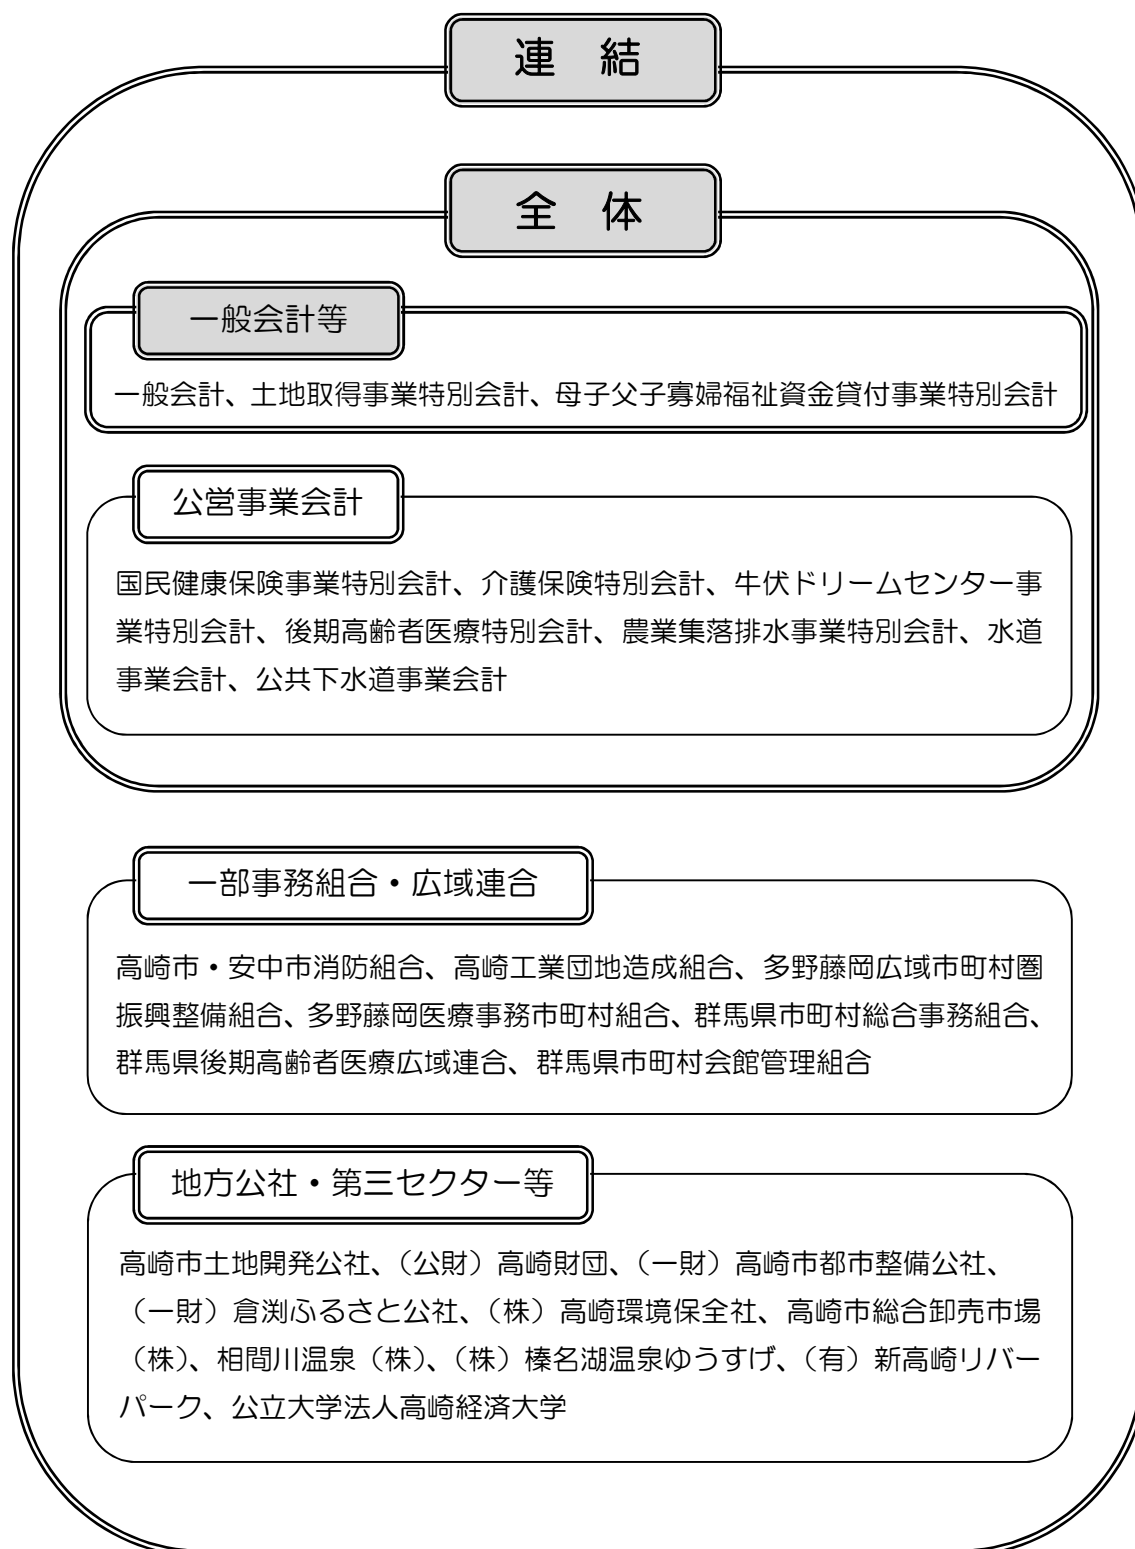 連 結
全 体
一般会計等
一般会計、土地取得事業特別会計、母子父子寡婦福祉資金貸付事業特別会計
公営事業会計
国民健康保険事業特別会計、介護保険特別会計、牛伏ドリームセンター事
業特別会計、後期高齢者医療特別会計、農業集落排水事業特別会計、水道
事業会計、公共下水道事業会計
一部事務組合・広域連合
高崎市・安中市消防組合、高崎工業団地造成組合、多野藤岡広域市町村圏
振興整備組合、多野藤岡医療事務市町村組合、群馬県市町村総合事務組合、
群馬県後期高齢者医療広域連合、群馬県市町村会館管理組合
地方公社・第三セクター等
高崎市土地開発公社、（公財）高崎財団、（一財）高崎市都市整備公社、
（一財）倉渕ふるさと公社、（株）高崎環境保全社、高崎市総合卸売市場
（株）、相間川温泉（株）、（株）榛名湖温泉ゆうすげ、（有）新高崎リバー
パーク、公立大学法人高崎経済大学